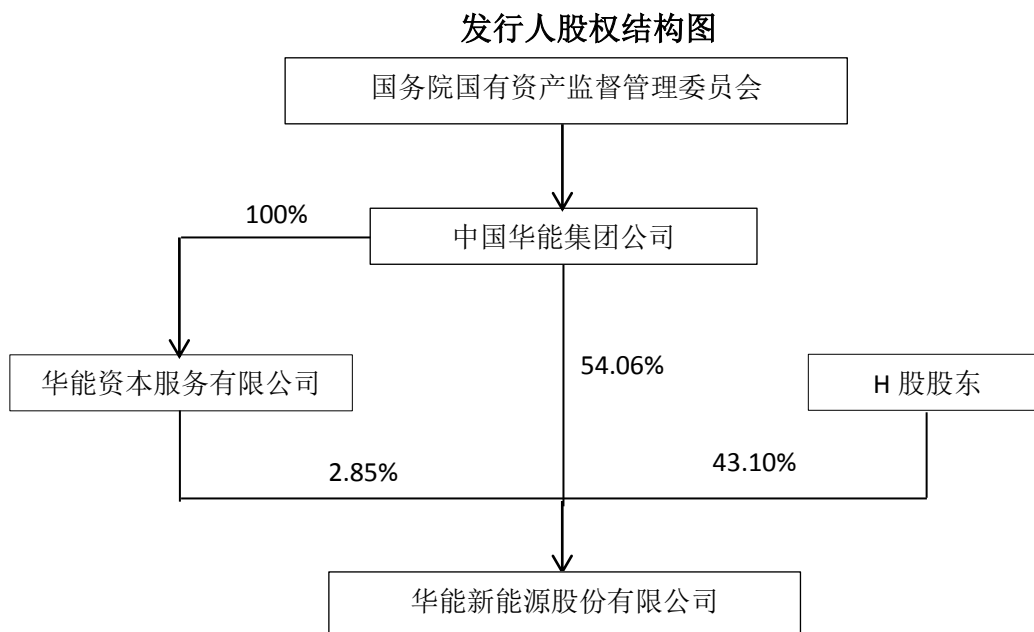 发行人股权结构图
国务院国有资产监督管理委员会
100%
中国华能集团公司
华能资本服务有限公司
54.06%
H 股股东
2.85%
43.10%
华能新能源股份有限公司